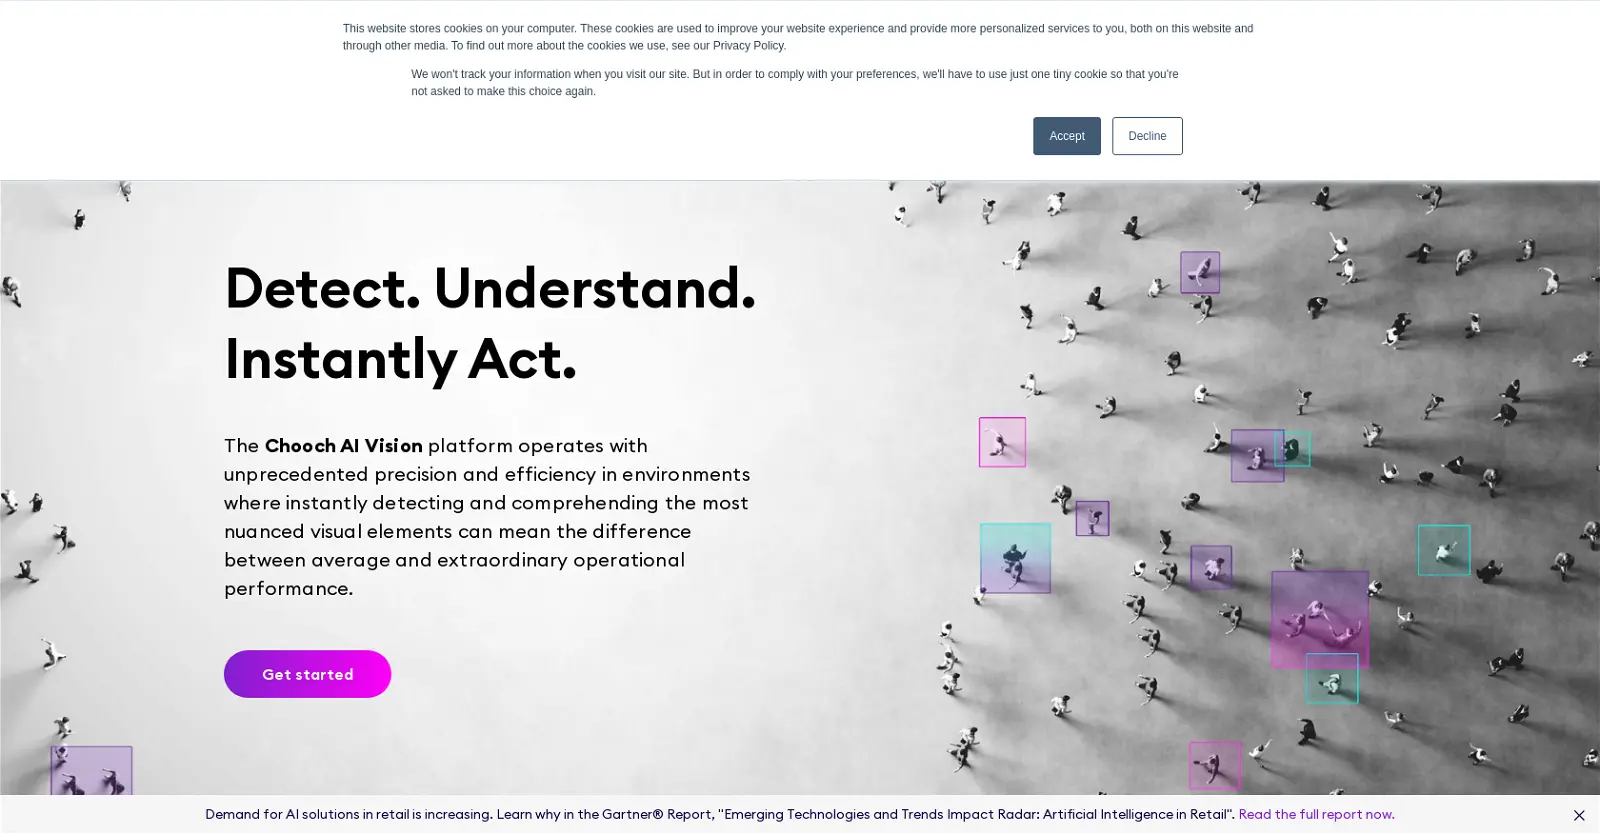 This website stores cookies on your computer. These cookies are used to improve your website experience and provide more personalized services to you, both on this website and
through other media. To find out more about the cookies we use, see our Privacy Policy.
We won't track your information when you visit our site. But in order to comply with your preferences, we'll have to use just one tiny cookie so that you're
not asked to make this choice again.
Accept
Decline
Detect. Understand.
Instantly Act.
The Chooch AI Vision platform operates with
unprecedented precision and efficiency in environments
where instantly detecting and comprehending the most
nuanced visual elements can mean the difference
between average and extraordinary operational
performance.
Get started
Demand for AI solutions in retail is increasing. Learn why in the Gartner® Report, "Emerging Technologies and Trends Impact Radar: Artificial Intelligence in Retail". Read the full report now.